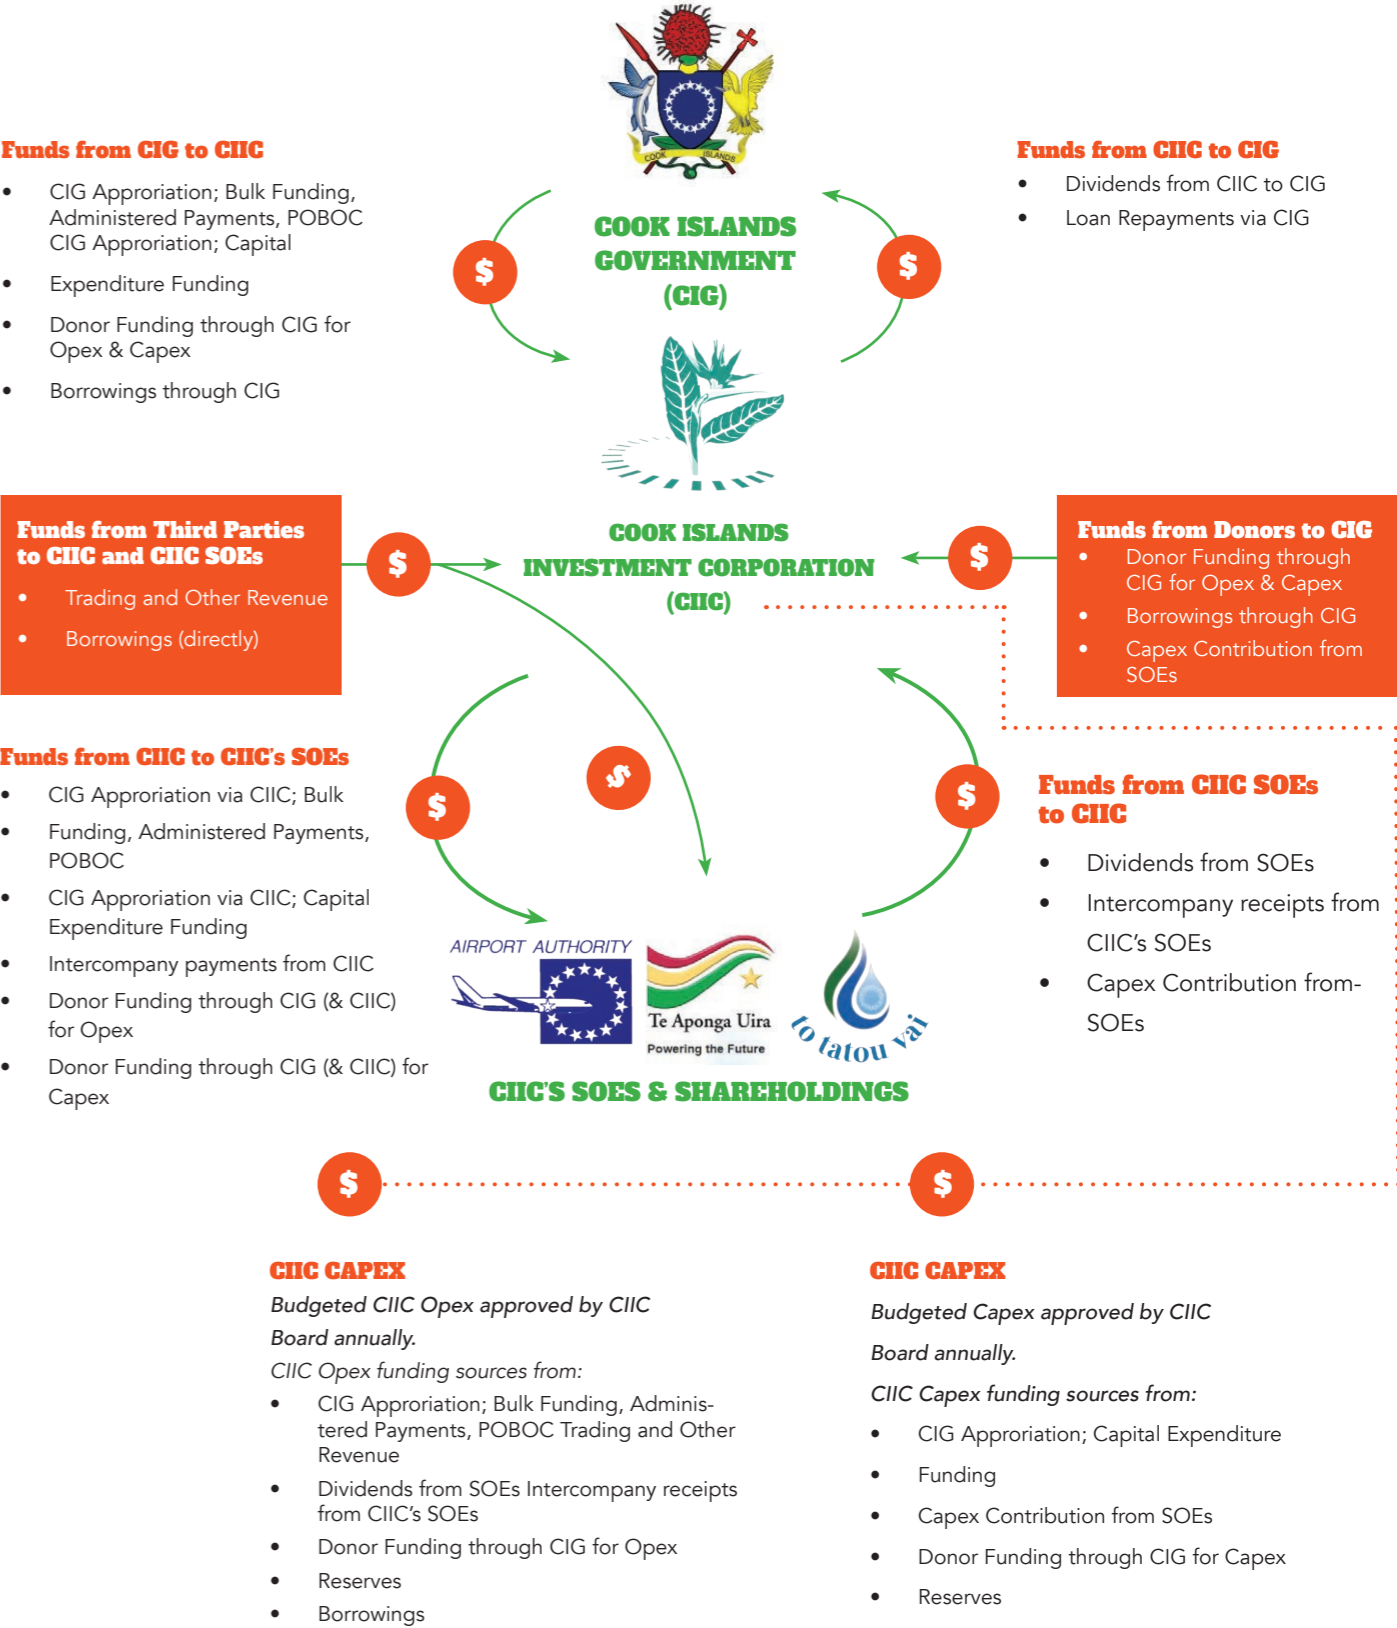 COOK ISLANDS
Funds from CIG to CIIC
• CIG Approriation; Bulk Funding,
Administered Payments, POBOC
CIG Approriation; Capital
• Expenditure Funding
• Donor Funding through CIG for
Opex & Capex
• Borrowings through CIG
$
COOK ISLANDS
GOVERNMENT
(CIG)
$
Funds from CIIC to CIG
• Dividends from CIIC to CIG
• Loan Repayments via CIG
Funds from Third Parties
to CIIC and CIIC SOEs
• Trading and Other Revenue
• Borrowings (directly)
$
COOK ISLANDS
INVESTMENT CORPORATION
(CIIC)
$
Funds from Donors to CIG
• Donor Funding through
CIG for Opex & Capex
• Borrowings through CIG
• Capex Contribution from
SOEs
Funds from CIIC to CIIC's SOEs
• CIG Approriation via CIIC; Bulk
• Funding, Administered Payments,
POBOC
• CIG Approriation via CIIC; Capital
Expenditure Funding
• Intercompany payments from CIIC
• Donor Funding through CIG (& CIIC)
for Opex
• Donor Funding through CIG (& CIIC) for
Capex
$
$
$
Funds from CIIC SOEs
to CIIC
• Dividends from SOEs
• Intercompany receipts from
CIIC's SOEs
• Capex Contribution from-
SOEs
AIRPORT AUTHORITY
Te Aponga Uira
Powering the Future
to tatou vai
CIIC'S SOES & SHAREHOLDINGS
$
$
CIIC CAPEX
Budgeted CIIC Opex approved by CIIC
Board annually.
CIIC Opex funding sources from:
• CIG Approriation; Bulk Funding, Adminis-
tered Payments, POBOC Trading and Other
Revenue
• Dividends from SOEs Intercompany receipts
from CIIC's SOEs
• Donor Funding through CIG for Opex
• Reserves
• Borrowings
CIIC CAPEX
Budgeted Capex approved by CIIC
Board annually.
CIIC Capex funding sources from:
• CIG Approriation; Capital Expenditure
• Funding
• Capex Contribution from SOEs
• Donor Funding through CIG for Capex
• Reserves